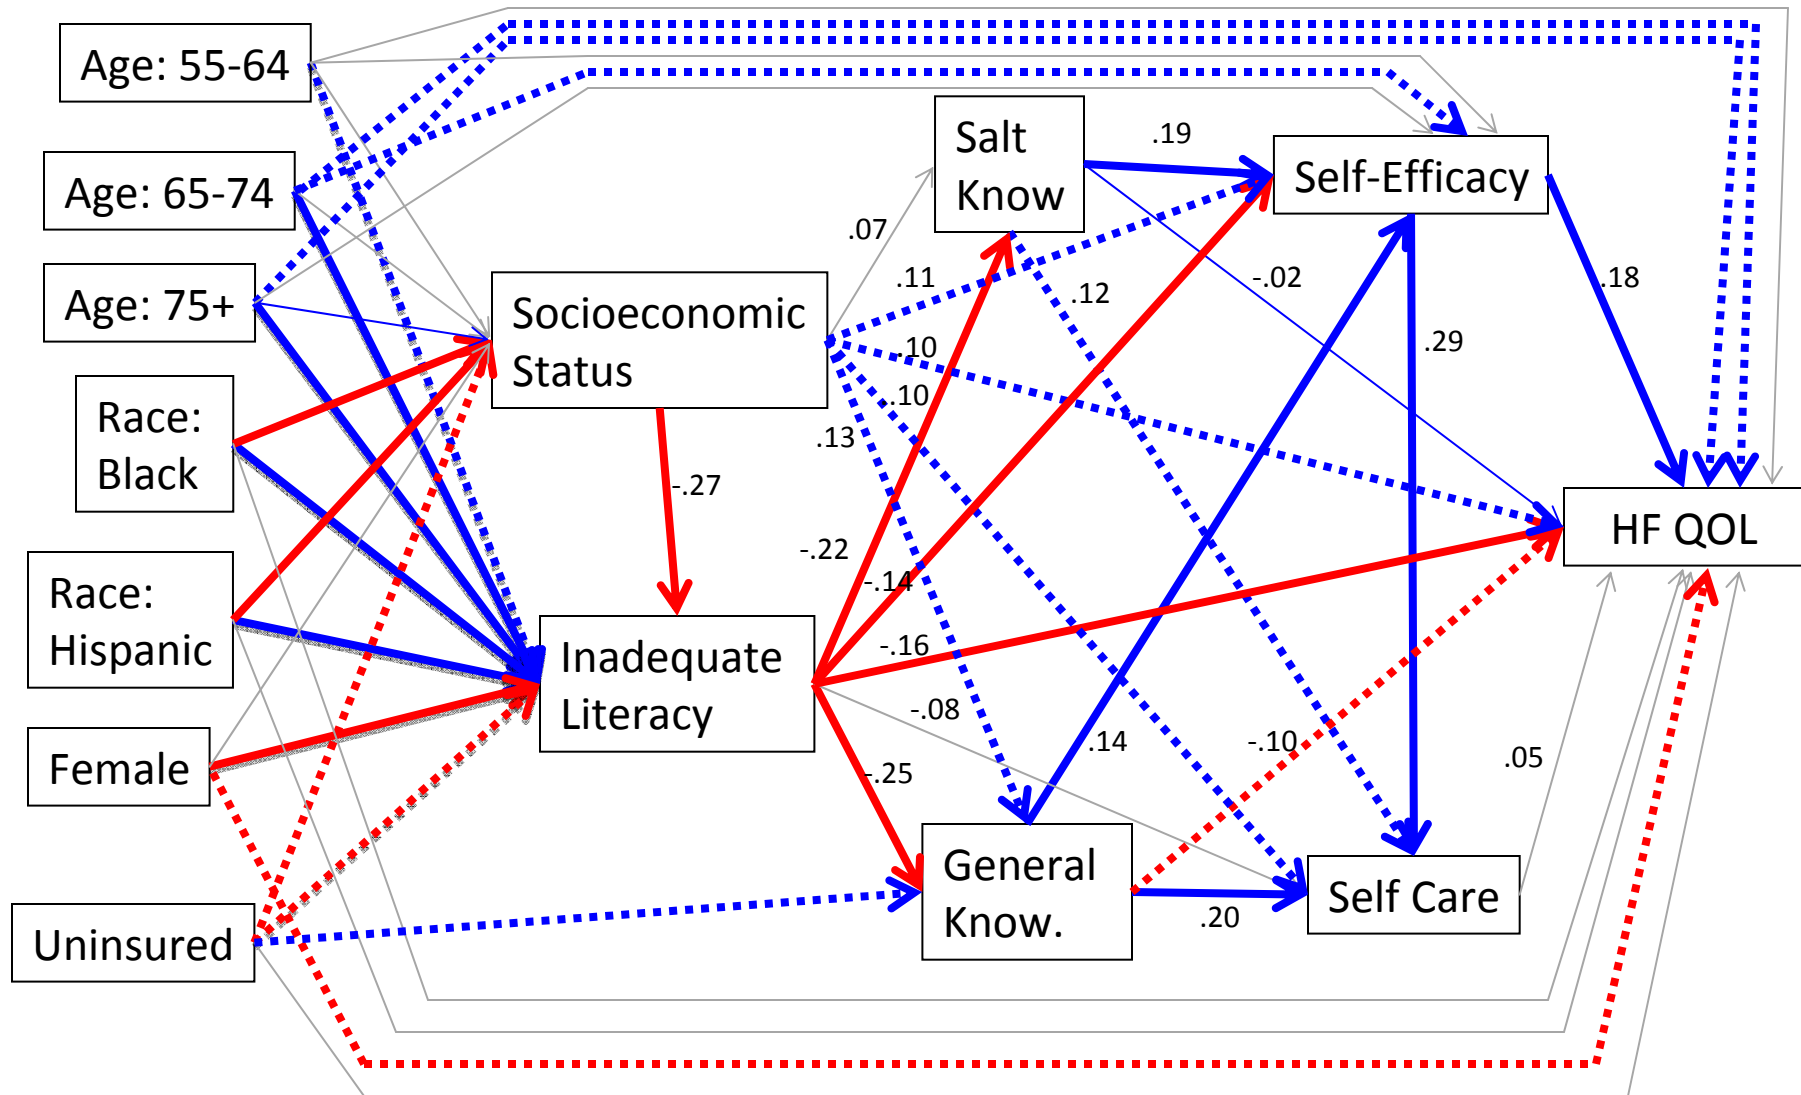 Age: 55-64
Age: 65-74
Age: 75+
Race:
Black
Race:
Hispanic
Female
Uninsured
Socioeconomic
Status
Inadequate
Literacy
Salt
Know
General
Know.
Self-Efficacy
Self Care
HF QOL
.19
.07
.11
.12
-.02
.18
.10
.29
.10
.13
-.27
-.22
-.14
-.16
-.08
.14
-.10
-.25
.05
.20